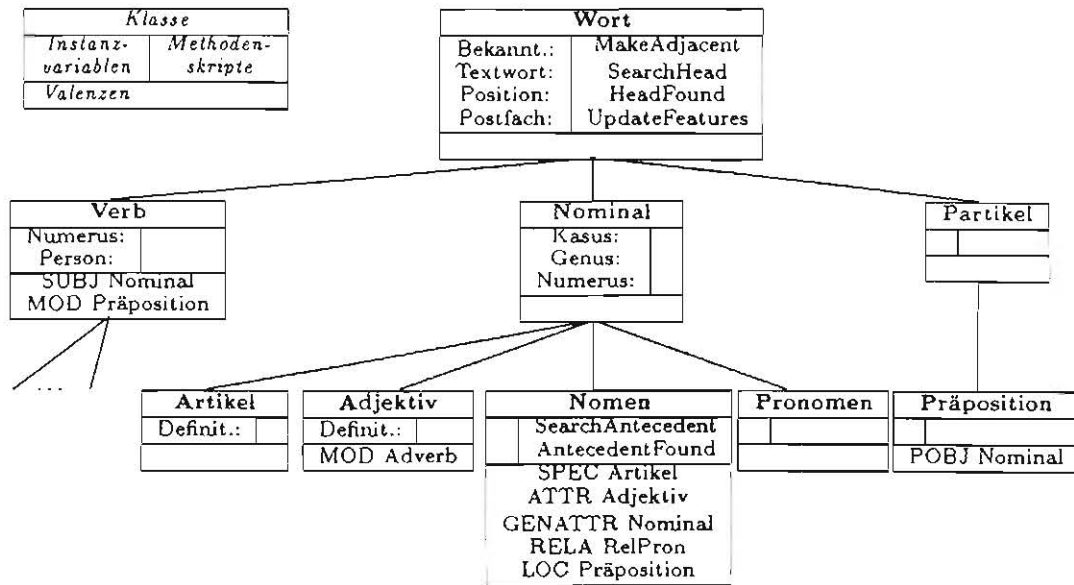 Klasse
Instanz-
variablen
Methoden-
skripte
Valenzen
Wort
Bekannt.: MakeAdjacent
Textwort: SearchHead
Position: HeadFound
Postfach: UpdateFeatures
Verb
Numerus:
Person:
SUBJ Nominal
MOD Präposition
...
Nominal
Kasus:
Genus:
Numerus:
Partikel
Artikel
Definit.:
Adjektiv
Definit.:
MOD Adverb
Nomen
SearchAntecedent
AntecedentFound
SPEC Artikel
ATTR Adjektiv
GENATTR Nominal
RELA RelPron
LOC Präposition
Pronomen
Präposition
POBJ Nominal